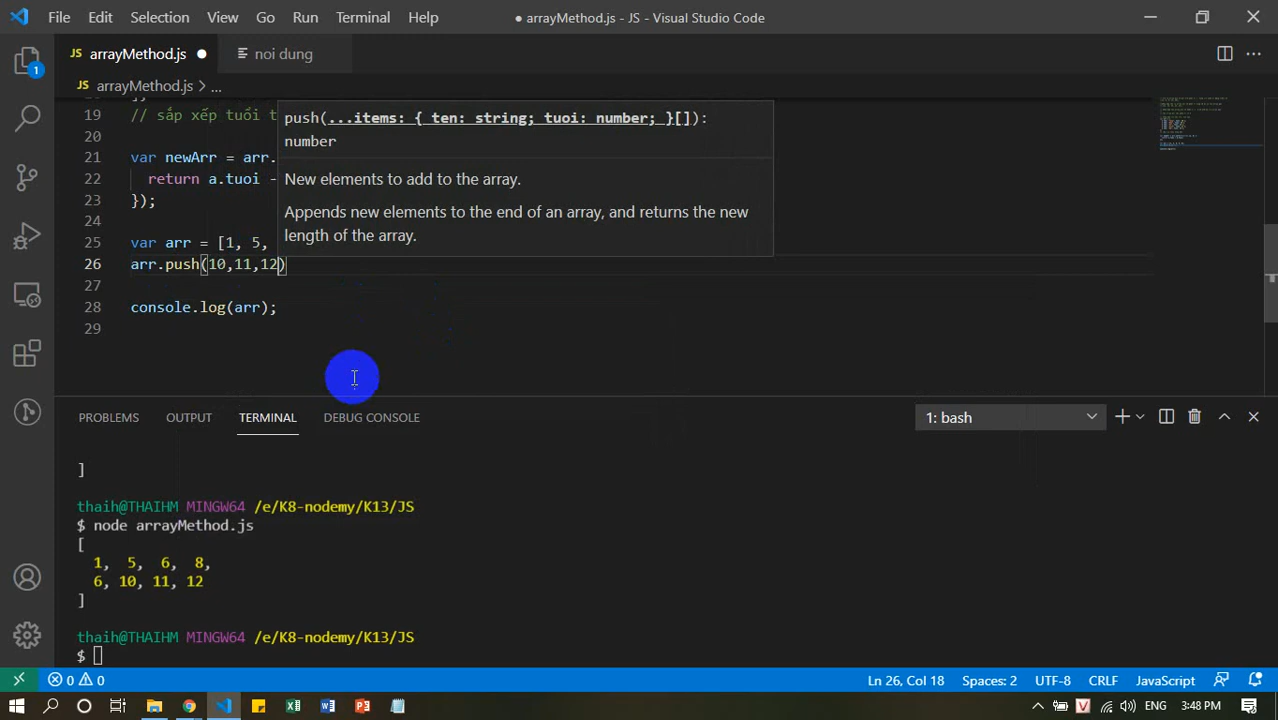 File Edit Selection View Go Run Terminal Help ● arrayMethod.js - JS - Visual Studio Code
JS arrayMethod.js ● noi dung
JS arrayMethod.js > ...
19 // sắp xếp tuổi t
20
21 var newArr = arr.
22 return a.tuoi -
23 });
24
25 var arr = [1, 5,
26 arr.push(10,11,12)
27
28 console.log(arr);
29
push(...items: { ten: string; tuoi: number; }[]):
number
New elements to add to the array.
Appends new elements to the end of an array, and returns the new
length of the array.
1
PROBLEMS OUTPUT TERMINAL DEBUG CONSOLE 1: bash
]
thaih@THAIHM MINGW64 /e/K8-nodemy/K13/JS
$ node arrayMethod.js
[
1, 5, 6, 8,
6, 10, 11, 12
]
thaih@THAIHM MINGW64 /e/K8-nodemy/K13/JS
$
0 0 Ln 26, Col 18 Spaces: 2 UTF-8 CRLF JavaScript
V ENG 3:48 PM